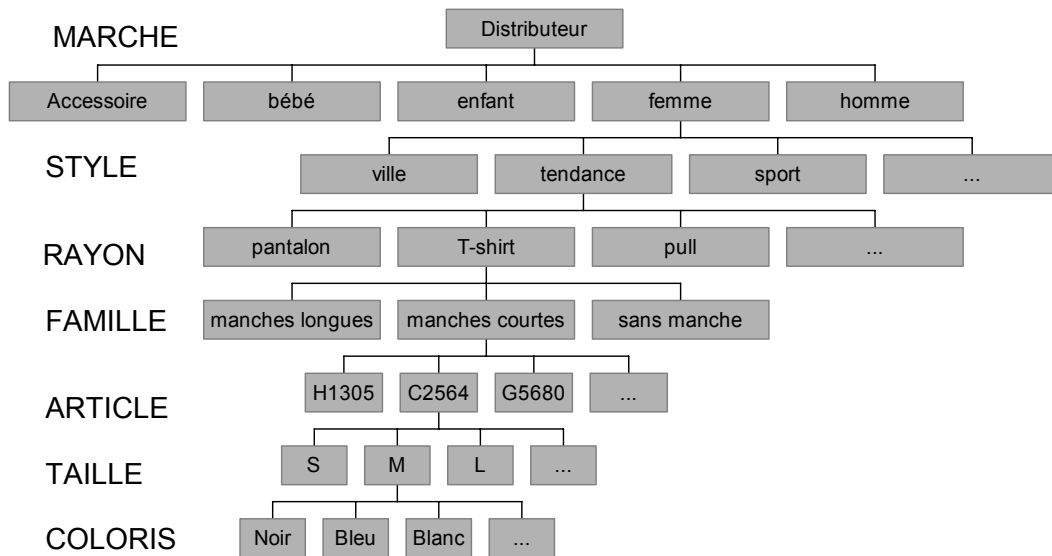 MARCHE
Distributeur
Accessoire bébé enfant femme homme
STYLE
ville tendance sport ...
RAYON
pantalon T-shirt pull ...
FAMILLE
manches longues manches courtes sans manche
ARTICLE
H1305 C2564 G5680 ...
TAILLE
S M L ...
COLORIS
Noir Bleu Blanc ...